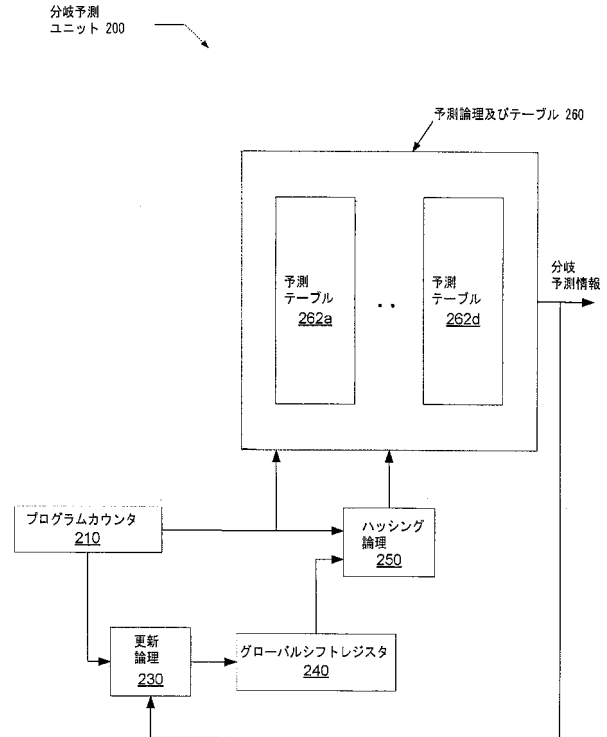 分岐予測
ユニット 200
予測論理及びテーブル 260
予測
テーブル
262a
..
予測
テーブル
262d
分岐
予測情報
プログラムカウンタ
210
ハッシング
論理
250
更新
論理
230
グローバルシフトレジスタ
240